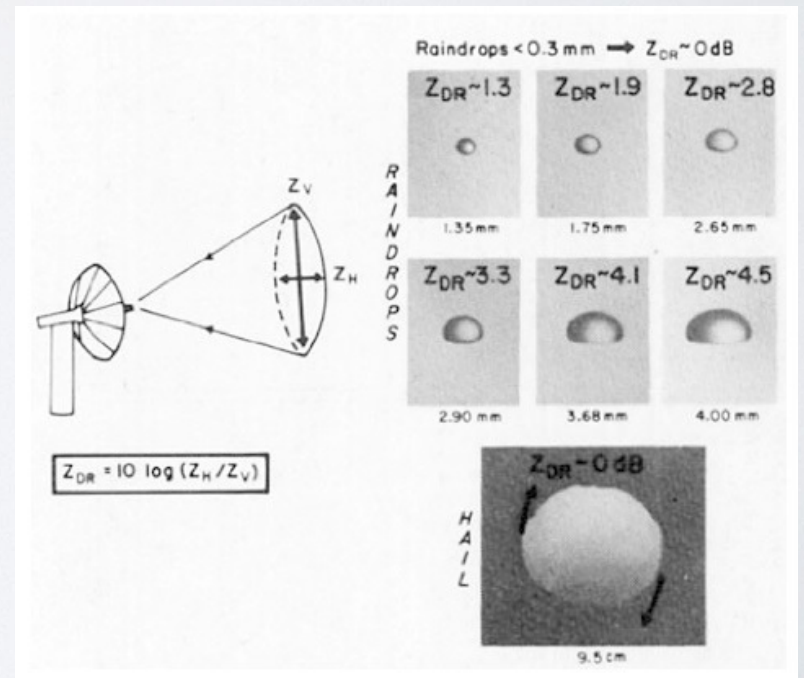 Raindrops < 0.3 mm ➡ Z_DR ~ 0 dB
Z_DR~1.3
Z_DR~1.9
Z_DR~2.8
1.35 mm
1.75 mm
2.65 mm
RAINDROPS
Z_V
Z_H
Z_DR~3.3
Z_DR~4.1
Z_DR~4.5
2.90 mm
3.68 mm
4.00 mm
Z_DR = 10 log (Z_H/Z_V)
Z_DR ~ 0 dB
HAIL
9.5 cm